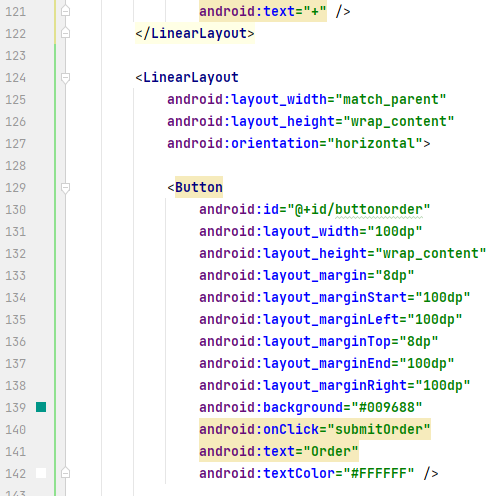 121 android:text="+" />
122 </LinearLayout>
123
124 <LinearLayout
125 android:layout_width="match_parent"
126 android:layout_height="wrap_content"
127 android:orientation="horizontal">
128
129 <Button
130 android:id="@+id/buttonorder"
131 android:layout_width="100dp"
132 android:layout_height="wrap_content"
133 android:layout_margin="8dp"
134 android:layout_marginStart="100dp"
135 android:layout_marginLeft="100dp"
136 android:layout_marginTop="8dp"
137 android:layout_marginEnd="100dp"
138 android:layout_marginRight="100dp"
139 android:background="#009688"
140 android:onClick="submitOrder"
141 android:text="Order"
142 android:textColor="#FFFFFF" />
143